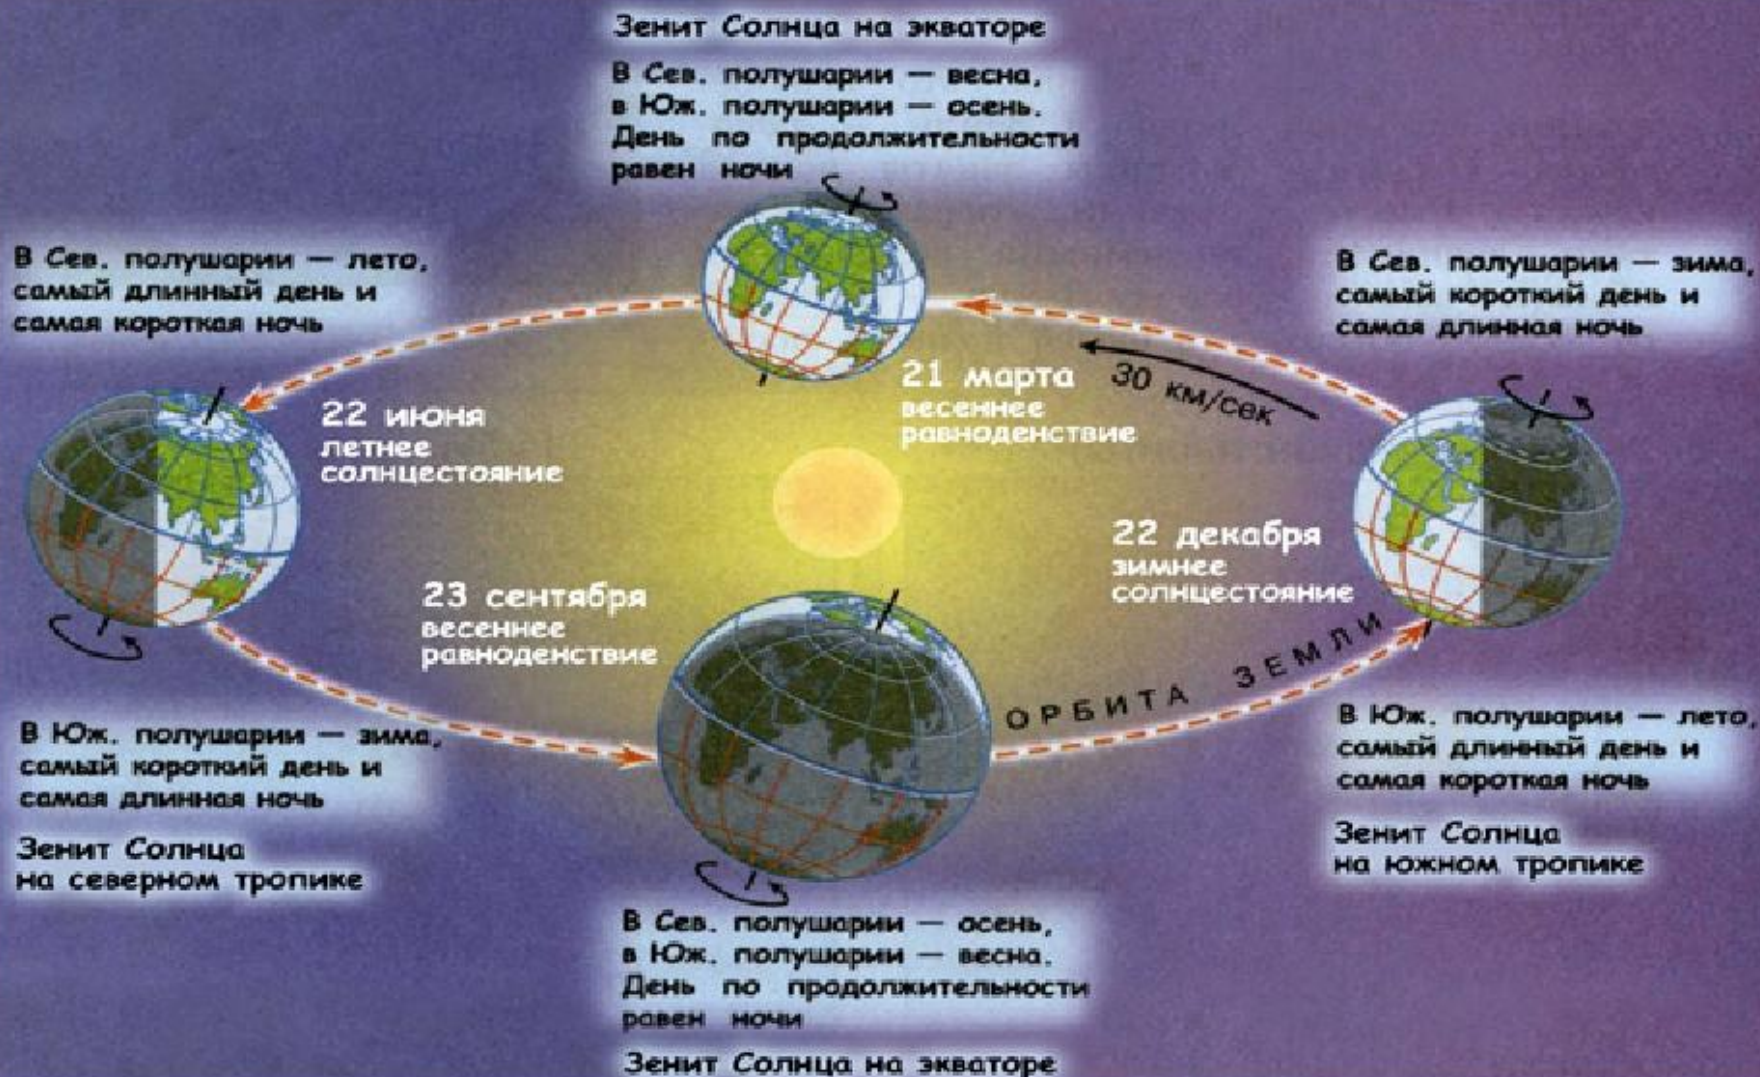 Зенит Солнца на экваторе
В Сев. полушарии — весна,
в Юж. полушарии — осень.
День по продолжительности
равен ночи
В Сев. полушарии — лето,
самый длинный день и
самая короткая ночь
В Сев. полушарии — зима,
самый короткий день и
самая длинная ночь
21 марта
весеннее
равноденствие
30 км/сек
22 июня
летнее
солнцестояние
22 декабря
зимнее
солнцестояние
23 сентября
весеннее
равноденствие
ОРБИТА ЗЕМЛИ
В Юж. полушарии — зима,
самый короткий день и
самая длинная ночь
Зенит Солнца
на северном тропике
В Юж. полушарии — лето,
самый длинный день и
самая короткая ночь
Зенит Солнца
на южном тропике
В Сев. полушарии — осень,
в Юж. полушарии — весна.
День по продолжительности
равен ночи
Зенит Солнца на экваторе